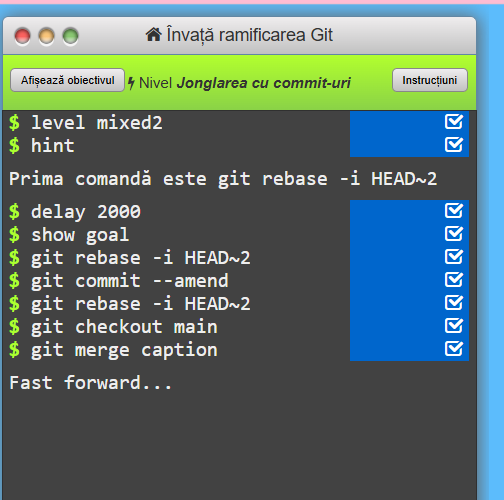 Învață ramificarea Git
Afișează obiectivul
Nivel Jonglarea cu commit-uri
Instrucțiuni
$ level mixed2
$ hint
Prima comandă este git rebase -i HEAD~2
$ delay 2000
$ show goal
$ git rebase -i HEAD~2
$ git commit --amend
$ git rebase -i HEAD~2
$ git checkout main
$ git merge caption
Fast forward...